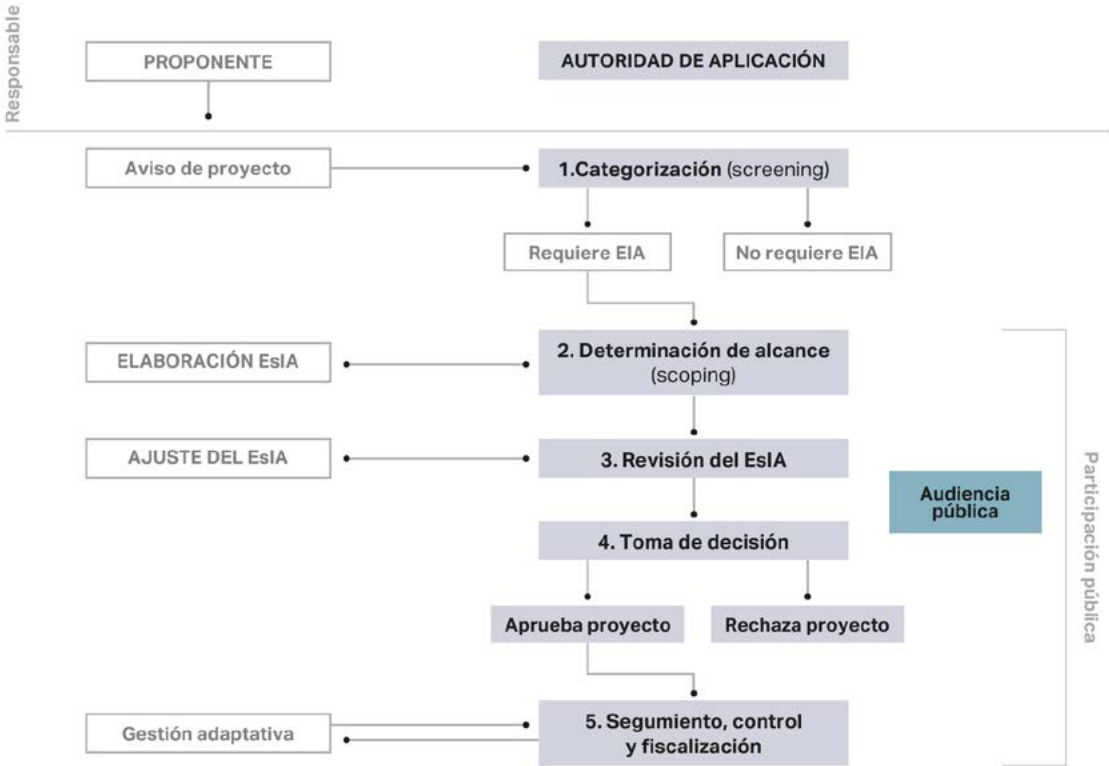 Responsable
PROPONENTE
AUTORIDAD DE APLICACIÓN
Aviso de proyecto
1.Categorización (screening)
Requiere EIA
No requiere EIA
ELABORACIÓN EsIA
2. Determinación de alcance
(scoping)
AJUSTE DEL EsIA
3. Revisión del EsIA
Audiencia
pública
4. Toma de decisión
Aprueba proyecto
Rechaza proyecto
Participación pública
Gestión adaptativa
5. Segumiento, control
y fiscalización